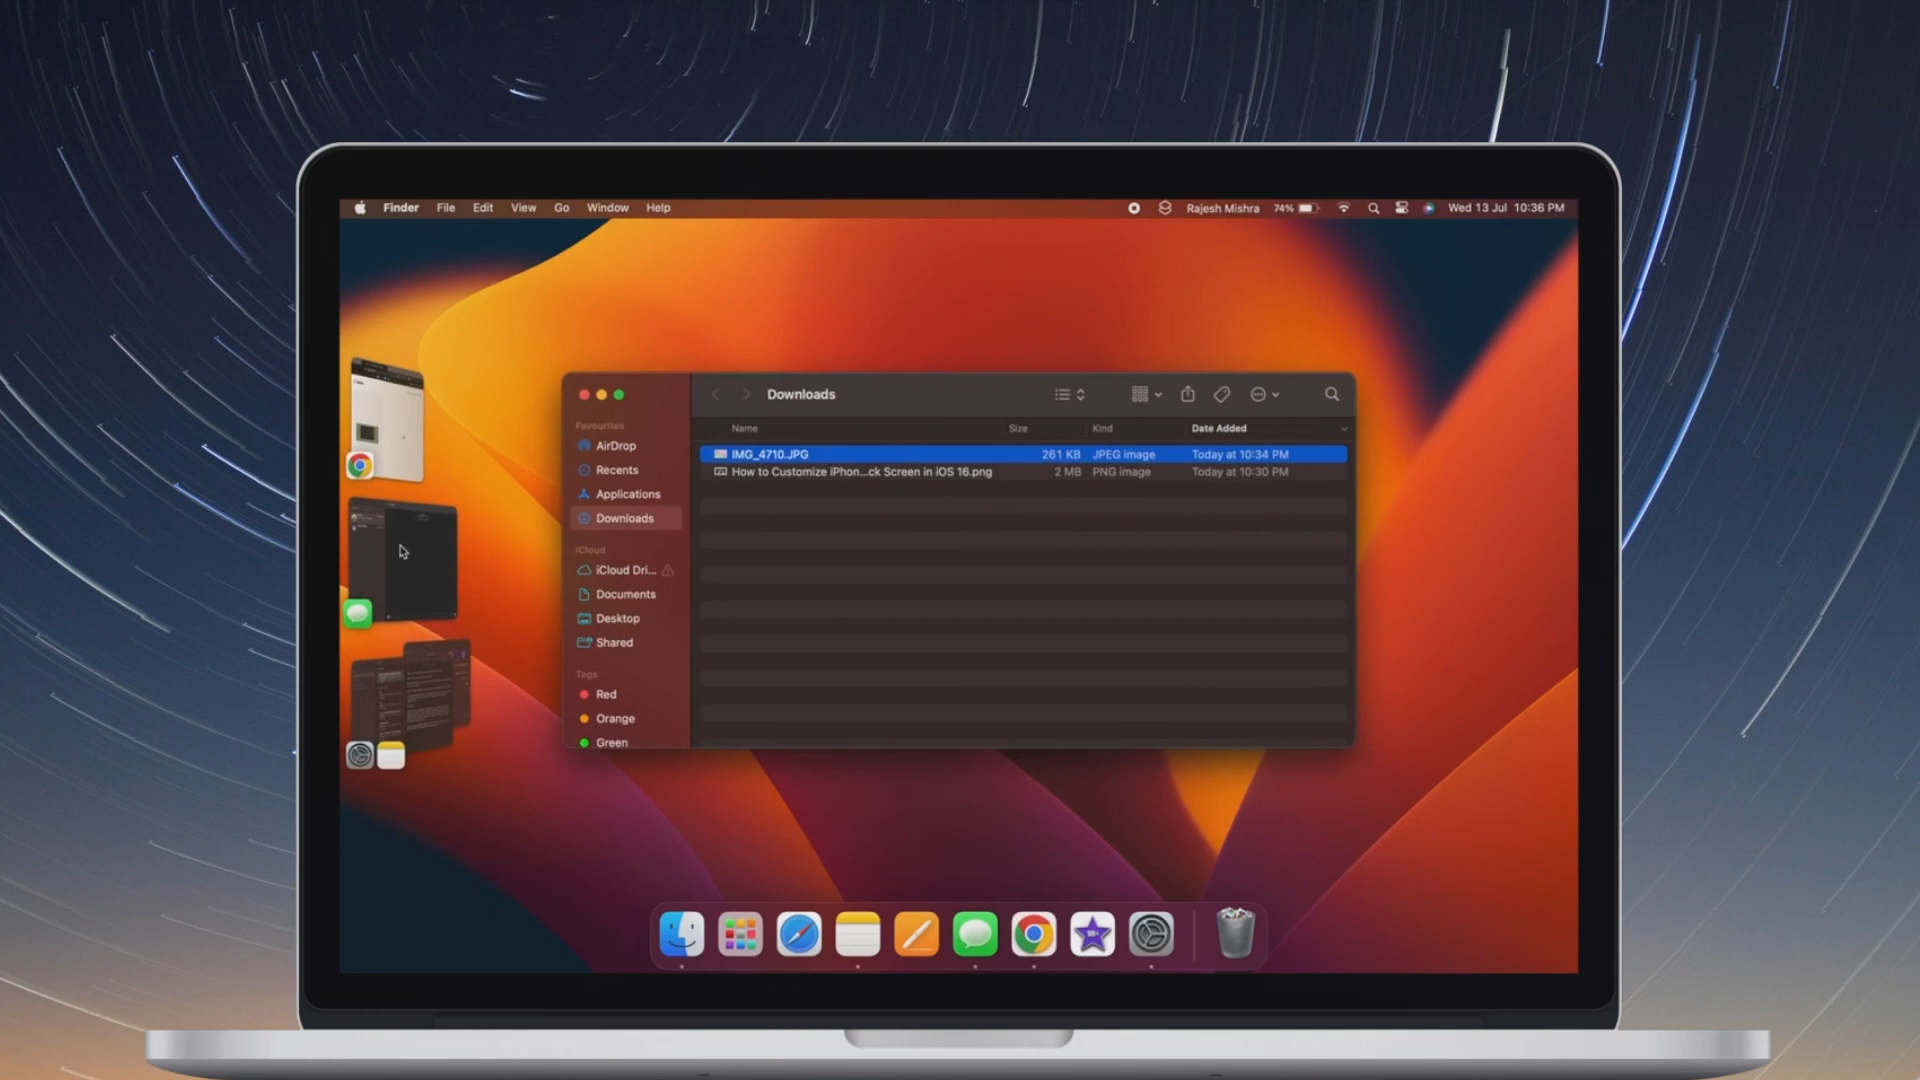 Finder File Edit View Go Window Help Rajesh Mishra 74% Wed 13 Jul 10:36 PM
Downloads
Favourites
AirDrop
Recents
Applications
Downloads
iCloud
iCloud Dri...
Documents
Desktop
Shared
Tags
Red
Orange
Green
Name Size Kind Date Added
IMG_4710.JPG 261 KB JPEG image Today at 10:34 PM
How to Customize iPhon...ck Screen in iOS 16.png 2 MB PNG image Today at 10:30 PM